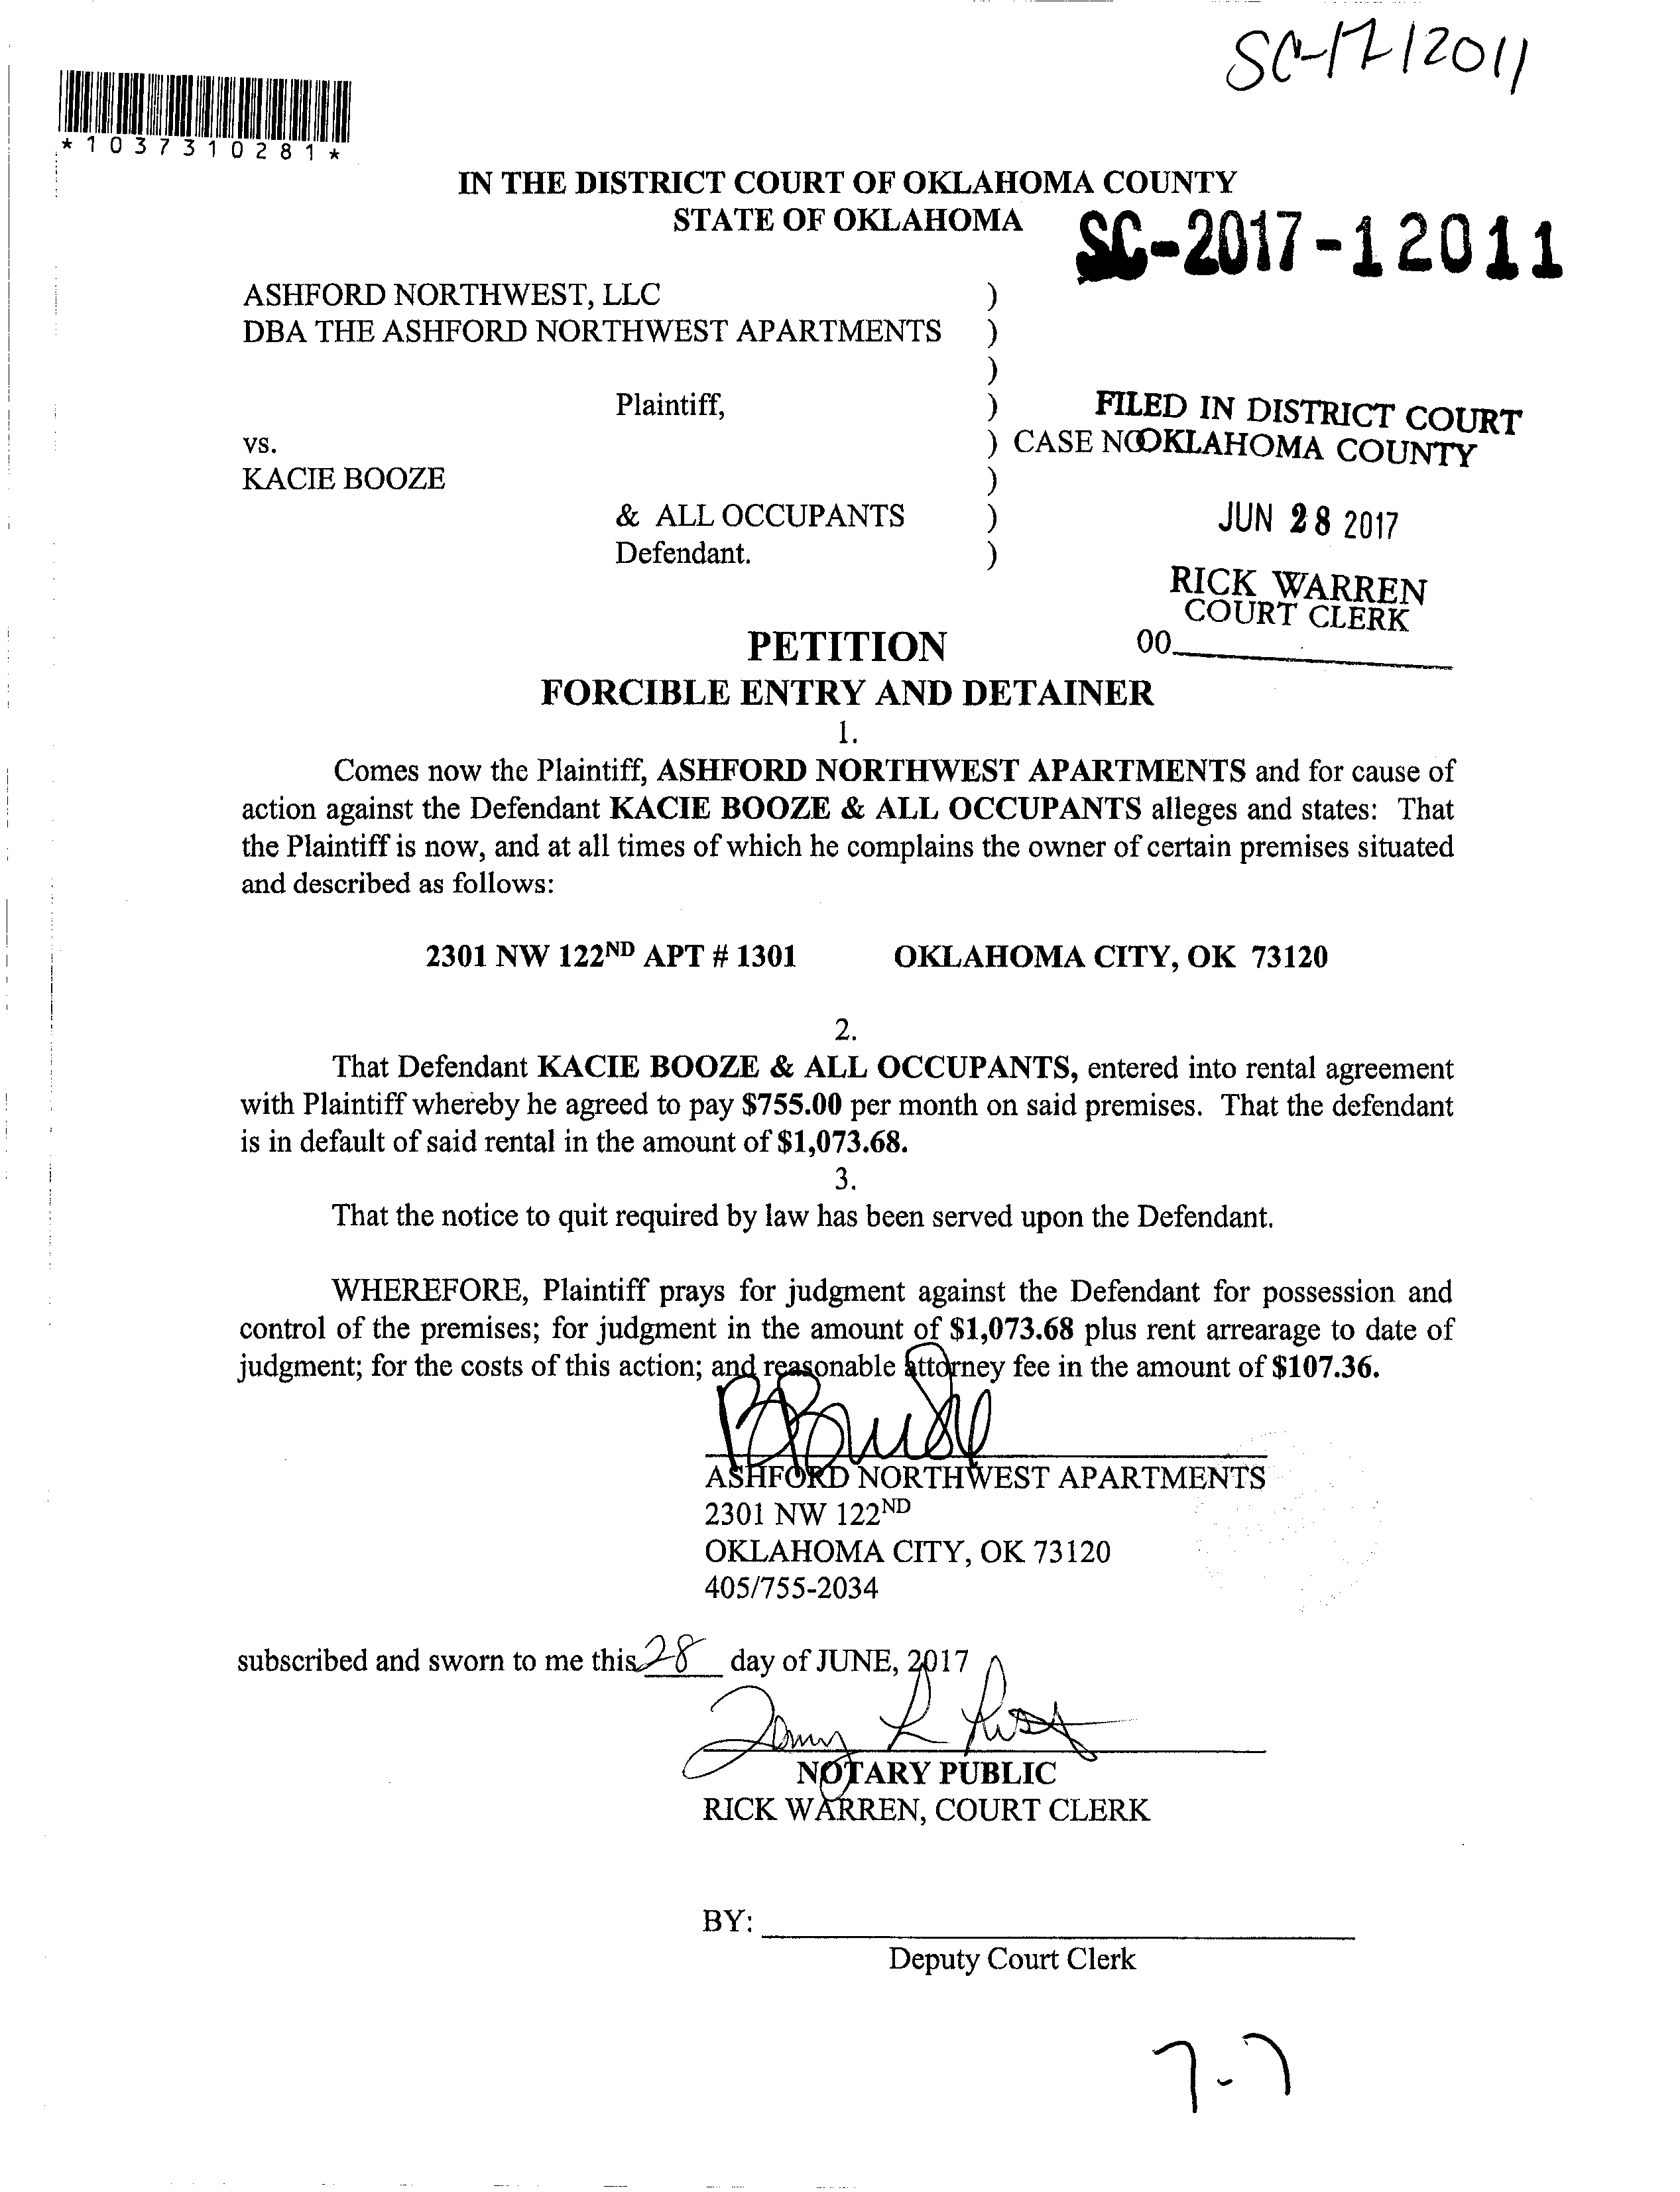 SC-17-12011
*1037310281*
IN THE DISTRICT COURT OF OKLAHOMA COUNTY
STATE OF OKLAHOMA
SC-2017-12011
ASHFORD NORTHWEST, LLC )
DBA THE ASHFORD NORTHWEST APARTMENTS )
)
Plaintiff, ) FILED IN DISTRICT COURT
vs. ) CASE NO OKLAHOMA COUNTY
KACIE BOOZE )
& ALL OCCUPANTS ) JUN 28 2017
Defendant. )
RICK WARREN
COURT CLERK
00
PETITION
FORCIBLE ENTRY AND DETAINER
1.
Comes now the Plaintiff, ASHFORD NORTHWEST APARTMENTS and for cause of
action against the Defendant KACIE BOOZE & ALL OCCUPANTS alleges and states: That
the Plaintiff is now, and at all times of which he complains the owner of certain premises situated
and described as follows:
2301 NW 122ND APT # 1301 OKLAHOMA CITY, OK 73120
2.
That Defendant KACIE BOOZE & ALL OCCUPANTS, entered into rental agreement
with Plaintiff whereby he agreed to pay $755.00 per month on said premises. That the defendant
is in default of said rental in the amount of $1,073.68.
3.
That the notice to quit required by law has been served upon the Defendant.
WHEREFORE, Plaintiff prays for judgment against the Defendant for possession and
control of the premises; for judgment in the amount of $1,073.68 plus rent arrearage to date of
judgment; for the costs of this action; and reasonable attorney fee in the amount of $107.36.
ASHFORD NORTHWEST APARTMENTS
2301 NW 122ND
OKLAHOMA CITY, OK 73120
405/755-2034
subscribed and sworn to me this 28 day of JUNE, 2017
NOTARY PUBLIC
RICK WARREN, COURT CLERK
BY:
Deputy Court Clerk
7-7